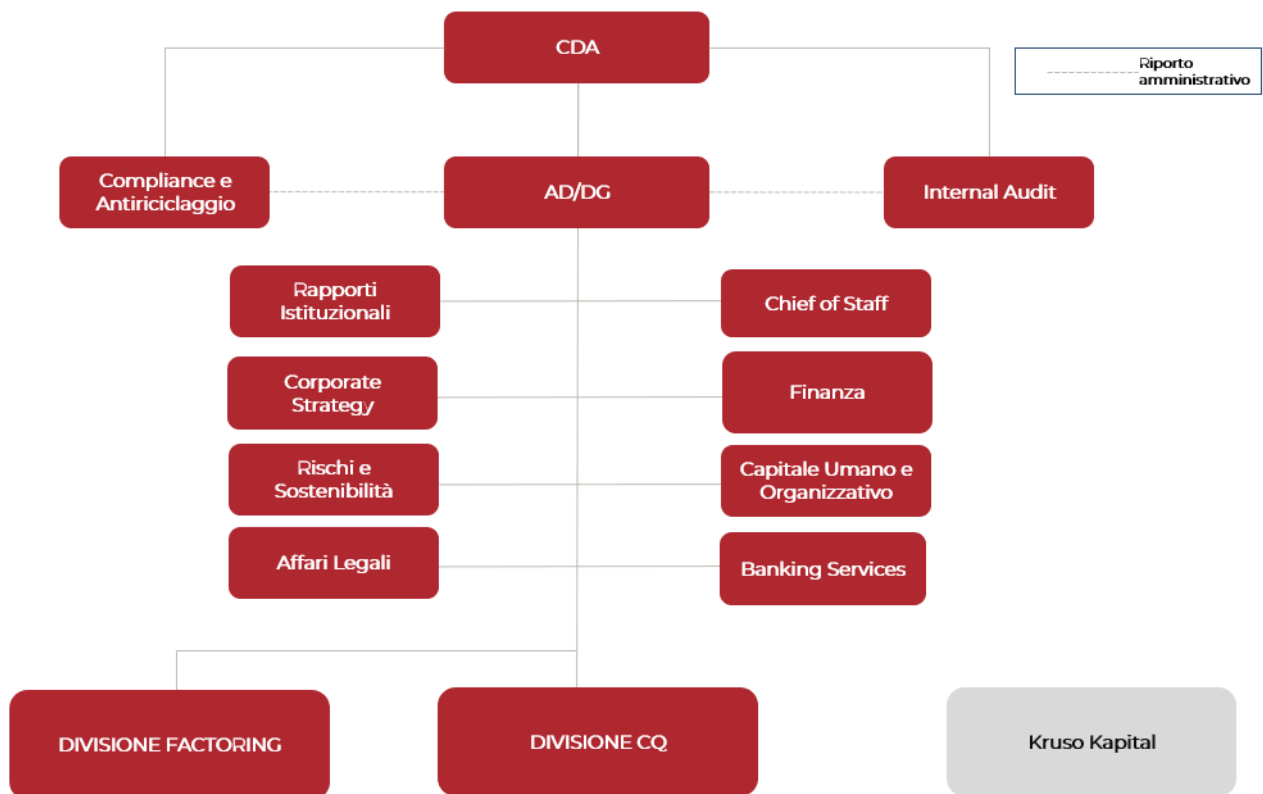 CDA
Riporto
amministrativo
Compliance e
Antiriciclaggio
AD/DG
Internal Audit
Rapporti
Istituzionali
Chief of Staff
Corporate
Strategy
Finanza
Rischi e
Sostenibilità
Capitale Umano e
Organizzativo
Affari Legali
Banking Services
DIVISIONE FACTORING
DIVISIONE CQ
Kruso Kapital